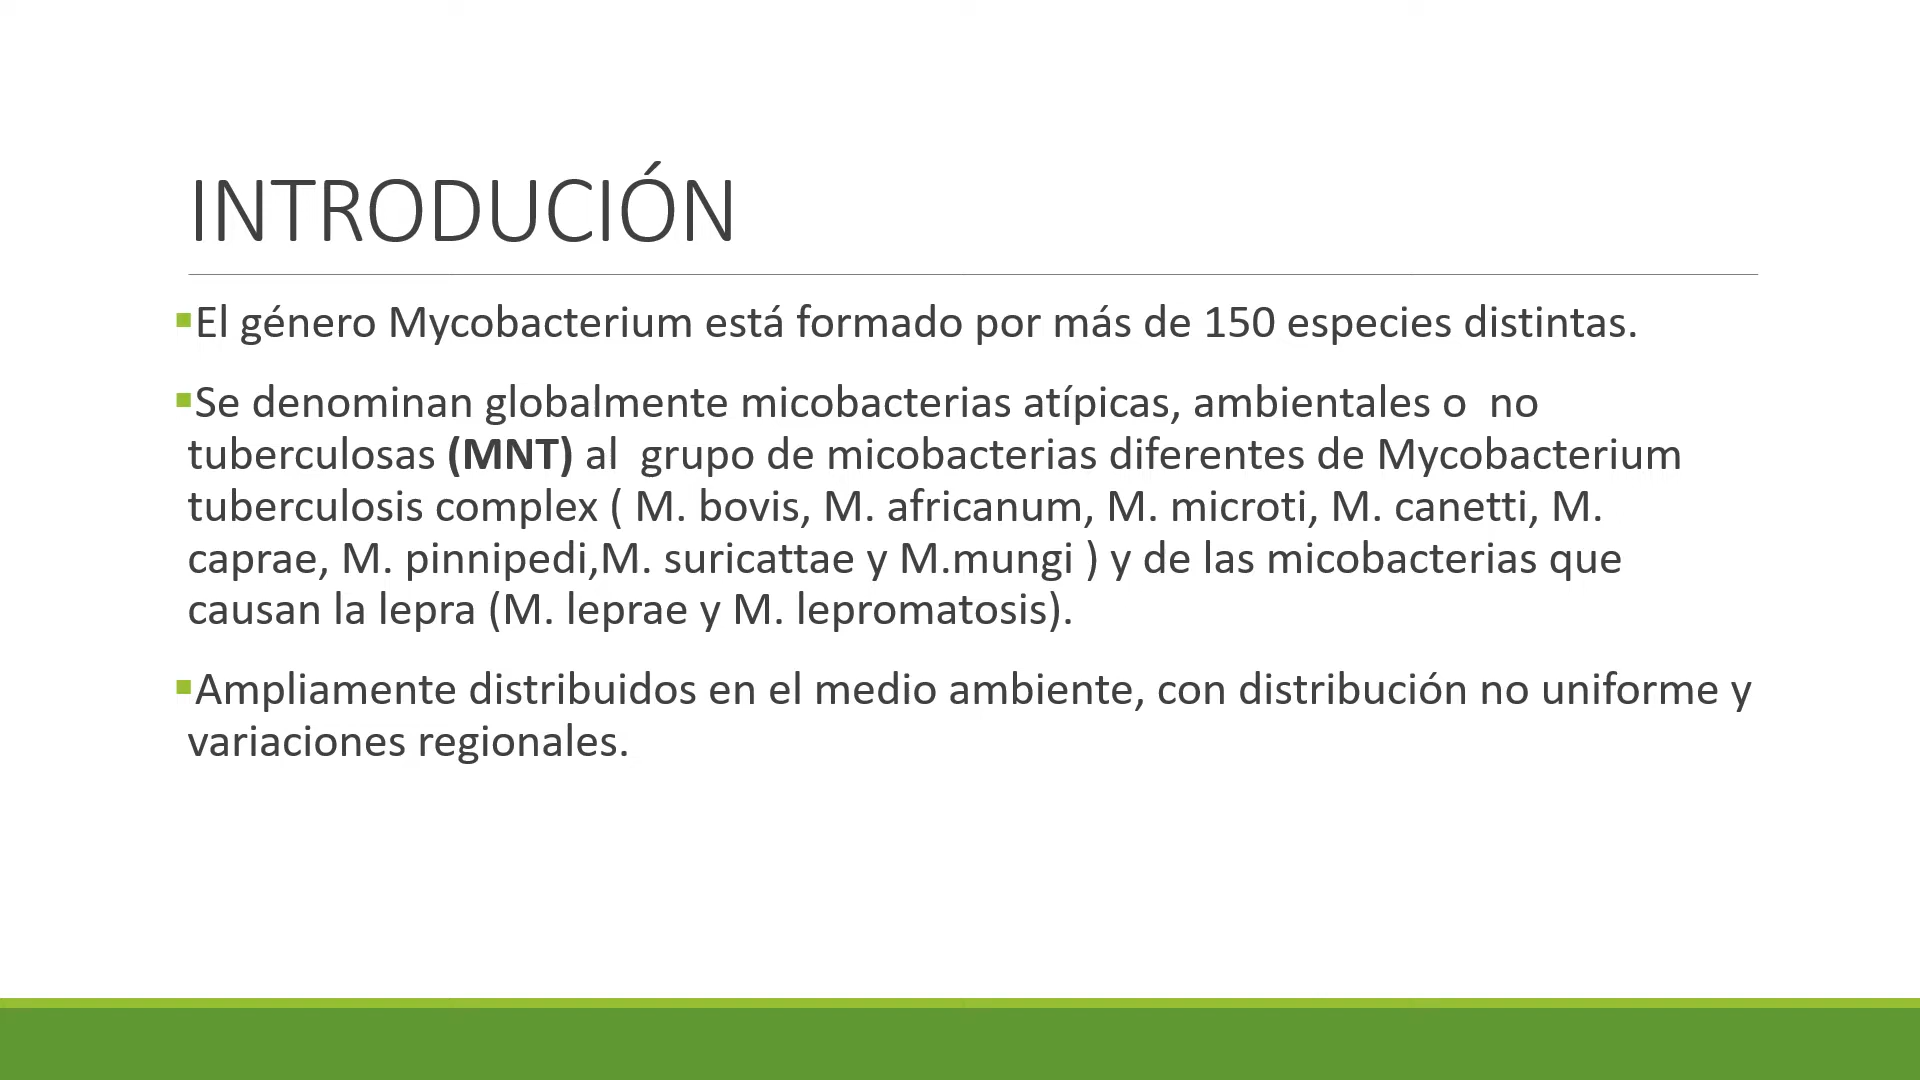 INTRODUCIÓN
▪El género Mycobacterium está formado por más de 150 especies distintas.
▪Se denominan globalmente micobacterias atípicas, ambientales o  no
tuberculosas (MNT) al  grupo de micobacterias diferentes de Mycobacterium
tuberculosis complex ( M. bovis, M. africanum, M. microti, M. canetti, M.
caprae, M. pinnipedi,M. suricattae y M.mungi ) y de las micobacterias que
causan la lepra (M. leprae y M. lepromatosis).
▪Ampliamente distribuidos en el medio ambiente, con distribución no uniforme y
variaciones regionales.